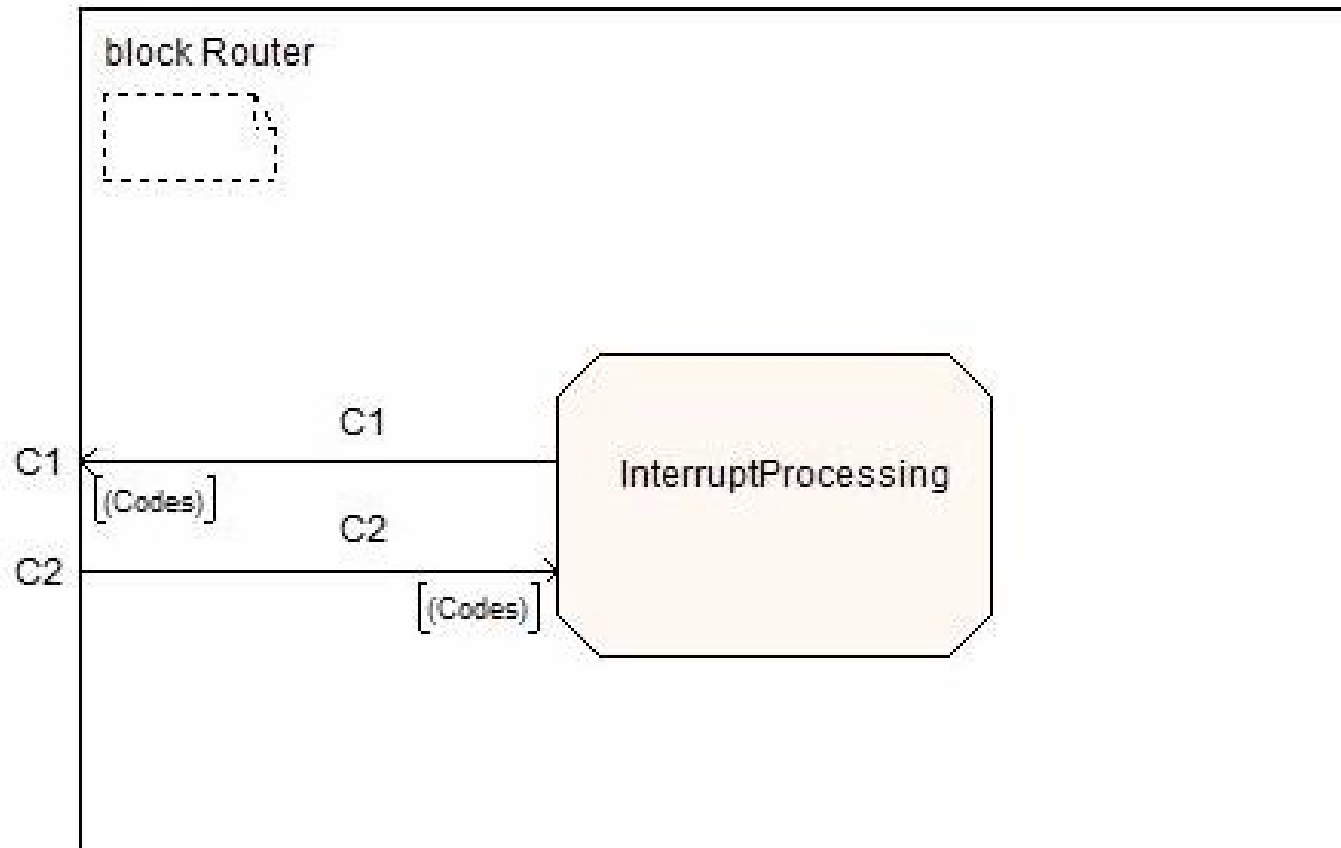 block Router
C1
C1
(Codes)
InterruptProcessing
C2
C2
(Codes)